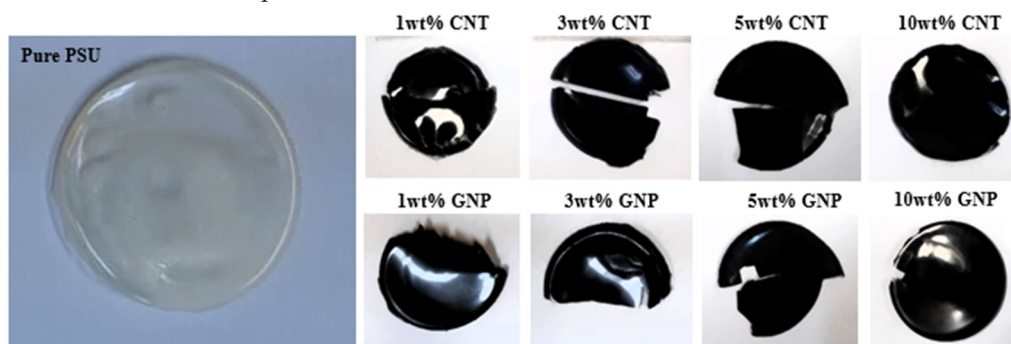 Pure PSU
1wt% CNT
3wt% CNT
5wt% CNT
10wt% CNT
1wt% GNP
3wt% GNP
5wt% GNP
10wt% GNP